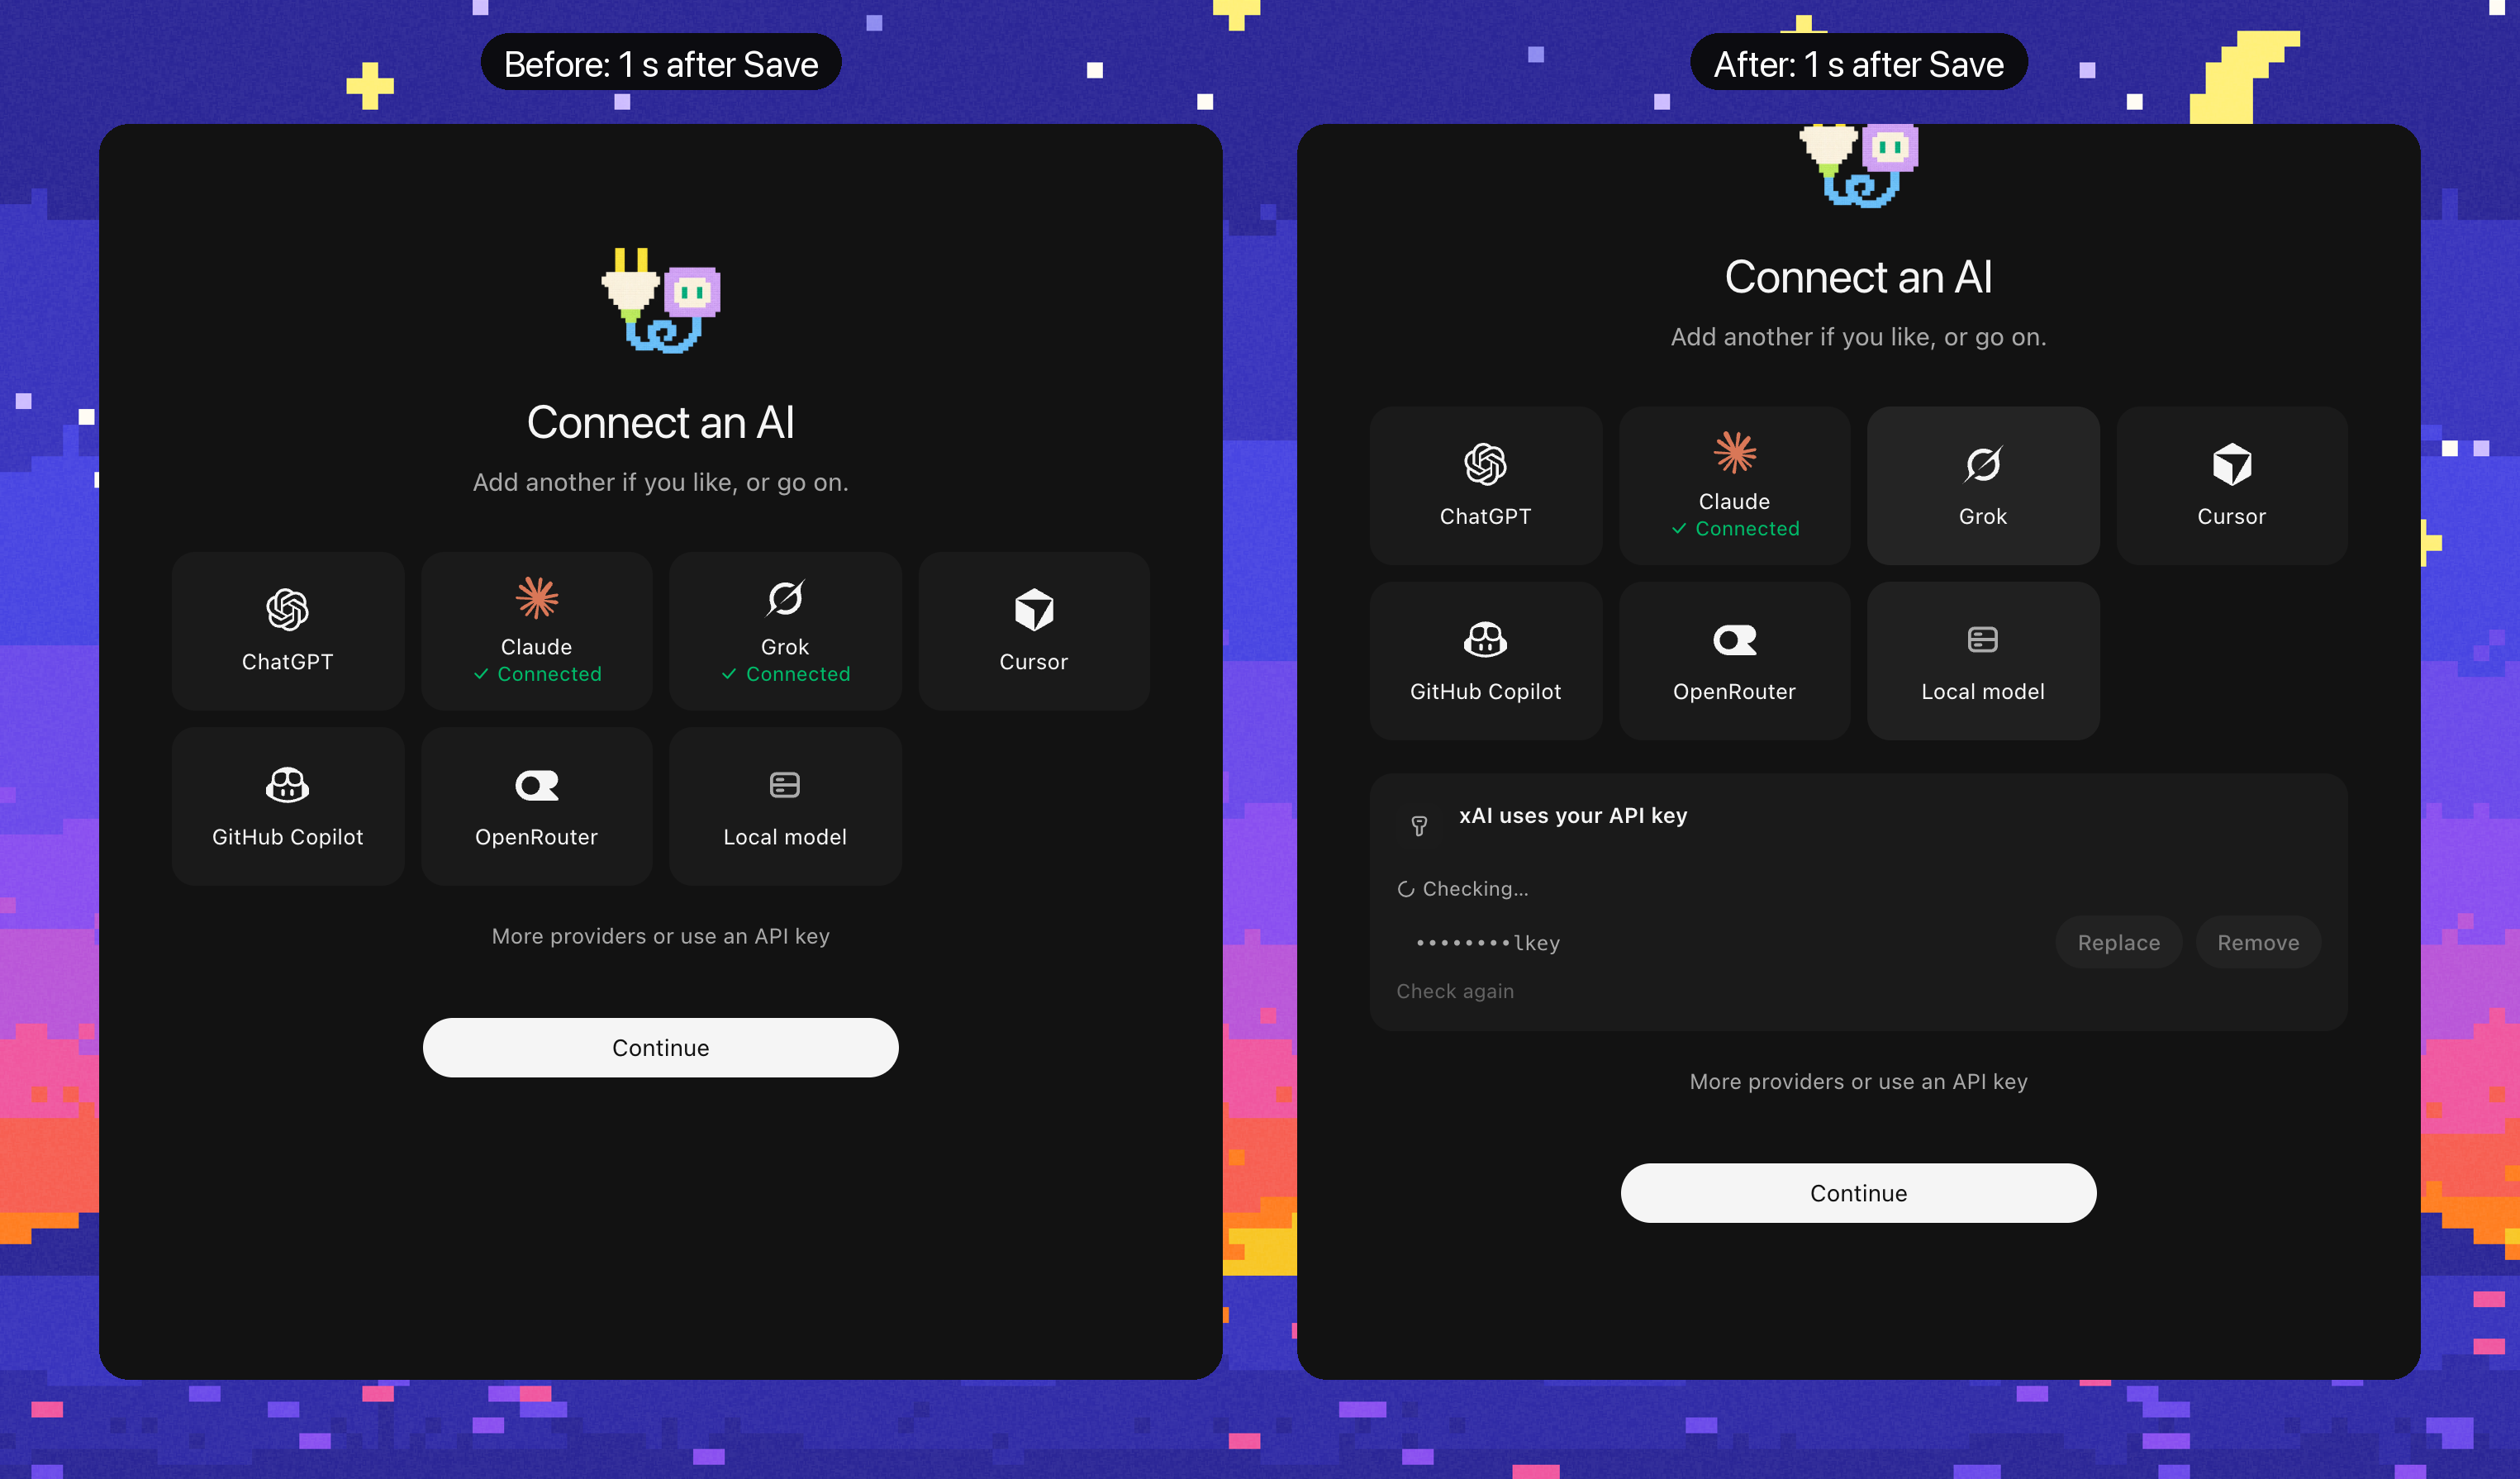 Before: 1 s after Save
Connect an AI
Add another if you like, or go on.
ChatGPT
Claude
Connected
Grok
Connected
Cursor
GitHub Copilot
OpenRouter
Local model
More providers or use an API key
Continue
After: 1 s after Save
Connect an AI
Add another if you like, or go on.
ChatGPT
Claude
Connected
Grok
Cursor
GitHub Copilot
OpenRouter
Local model
xAI uses your API key
Checking...
••••••••lkey
Replace
Remove
Check again
More providers or use an API key
Continue